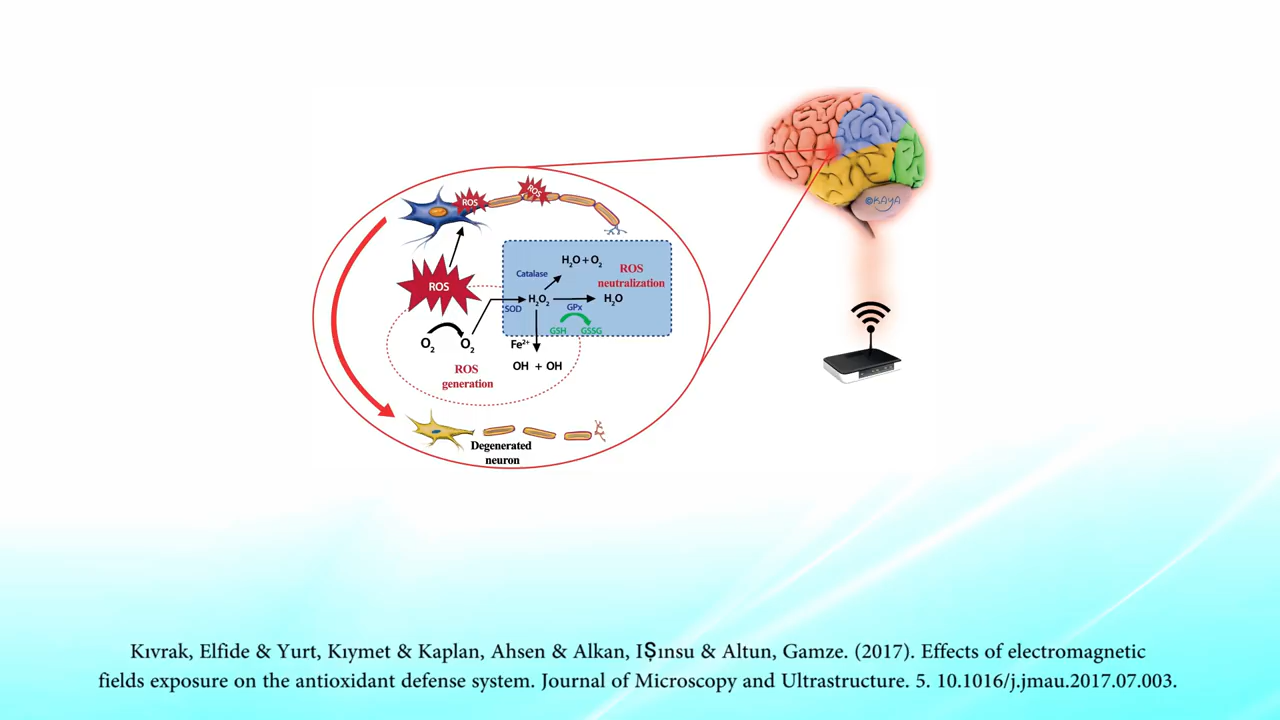 ©KAYA
ROS
ROS
H₂O + O₂
Catalase
ROS
neutralization
ROS
H₂O₂
H₂O
SOD
GPx
GSH
GSSG
O₂
O₂
Fe²⁺
OH + OH
ROS
generation
Degenerated
neuron
Kıvrak, Elfide & Yurt, Kıymet & Kaplan, Ahsen & Alkan, IŞınsu & Altun, Gamze. (2017). Effects of electromagnetic
fields exposure on the antioxidant defense system. Journal of Microscopy and Ultrastructure. 5. 10.1016/j.jmau.2017.07.003.